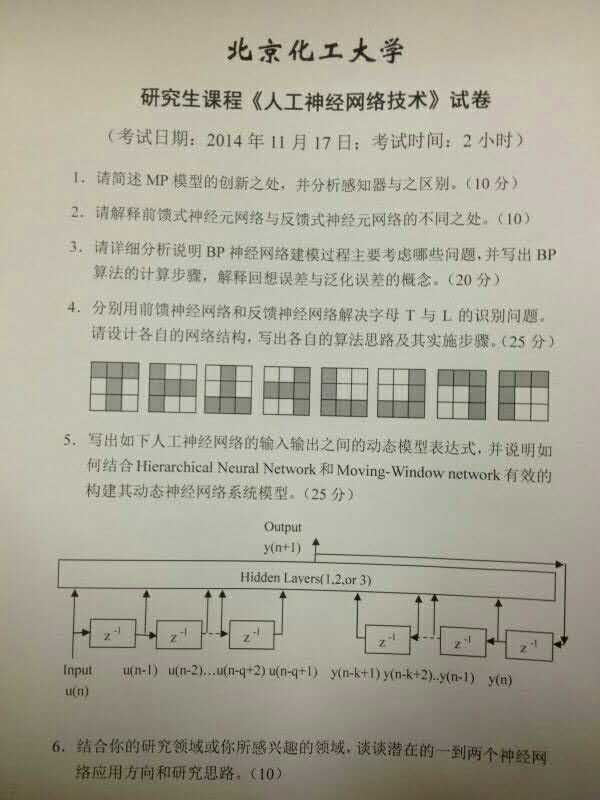 北京化工大学
研究生课程《人工神经网络技术》试卷
（考试日期：2014 年 11 月 17 日；考试时间：2 小时）
1．请简述 MP 模型的创新之处，并分析感知器与之区别。（10 分）
2．请解释前馈式神经元网络与反馈式神经元网络的不同之处。（10）
3．请详细分析说明 BP 神经网络建模过程主要考虑哪些问题，并写出 BP
算法的计算步骤，解释回想误差与泛化误差的概念。（20 分）
4．分别用前馈神经网络和反馈神经网络解决字母 T 与 L 的识别问题。
请设计各自的网络结构，写出各自的算法思路及其实施步骤。（25 分）
5．写出如下人工神经网络的输入输出之间的动态模型表达式，并说明如
何结合 Hierarchical Neural Network 和 Moving-Window network 有效的
构建其动态神经网络系统模型。（25 分）
Output
y(n+1)
Hidden Layers(1,2,or 3)
z⁻¹ z⁻¹ z⁻¹ z⁻¹ z⁻¹ z⁻¹
Input u(n-1) u(n-2)…u(n-q+2) u(n-q+1) y(n-k+1) y(n-k+2)..y(n-1) y(n)
u(n)
6．结合你的研究领域或你所感兴趣的领域，谈谈潜在的一到两个神经网
络应用方向和研究思路。（10）